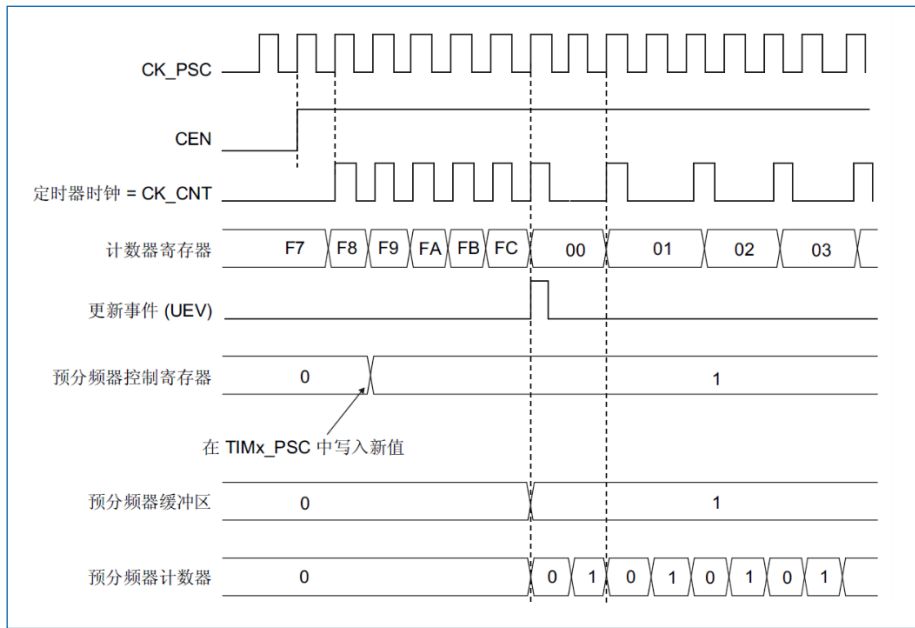 CK_PSC
CEN
定时器时钟 = CK_CNT
计数器寄存器 F7 F8 F9 FA FB FC 00 01 02 03
更新事件 (UEV)
预分频器控制寄存器 0 1
在 TIMx_PSC 中写入新值
预分频器缓冲区 0 1
预分频器计数器 0 0 1 0 1 0 1 0 1